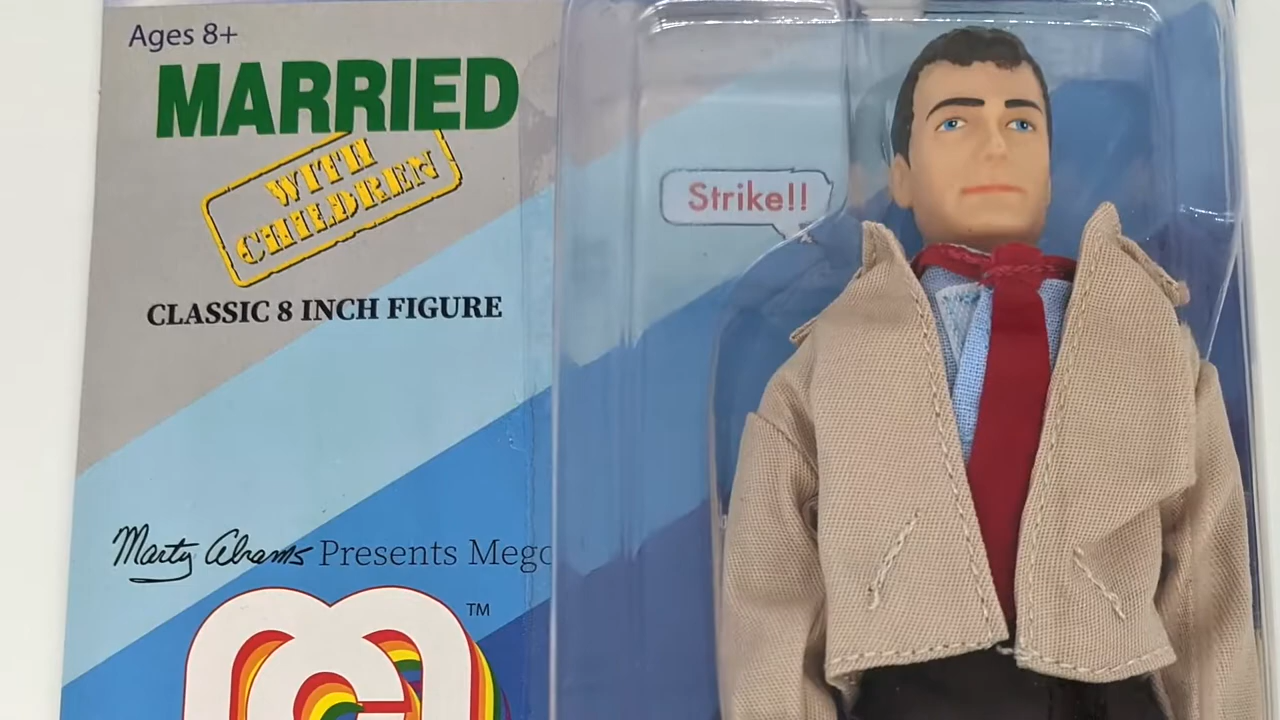 Ages 8+
MARRIED
WITH
CHILDREN
CLASSIC 8 INCH FIGURE
Strike!!
Marty Abrams Presents Mego
TM